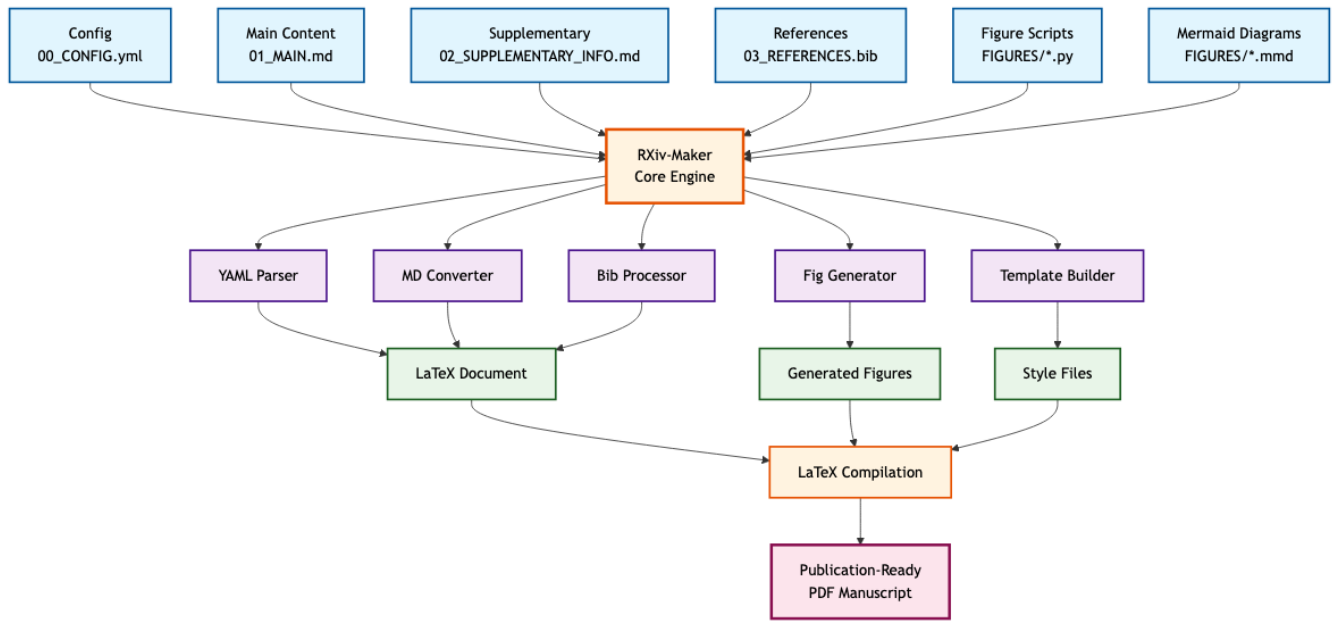 Config
00_CONFIG.yml
Main Content
01_MAIN.md
Supplementary
02_SUPPLEMENTARY_INFO.md
References
03_REFERENCES.bib
Figure Scripts
FIGURES/*.py
Mermaid Diagrams
FIGURES/*.mmd
RXiv-Maker
Core Engine
YAML Parser
MD Converter
Bib Processor
Fig Generator
Template Builder
LaTeX Document
Generated Figures
Style Files
LaTeX Compilation
Publication-Ready
PDF Manuscript